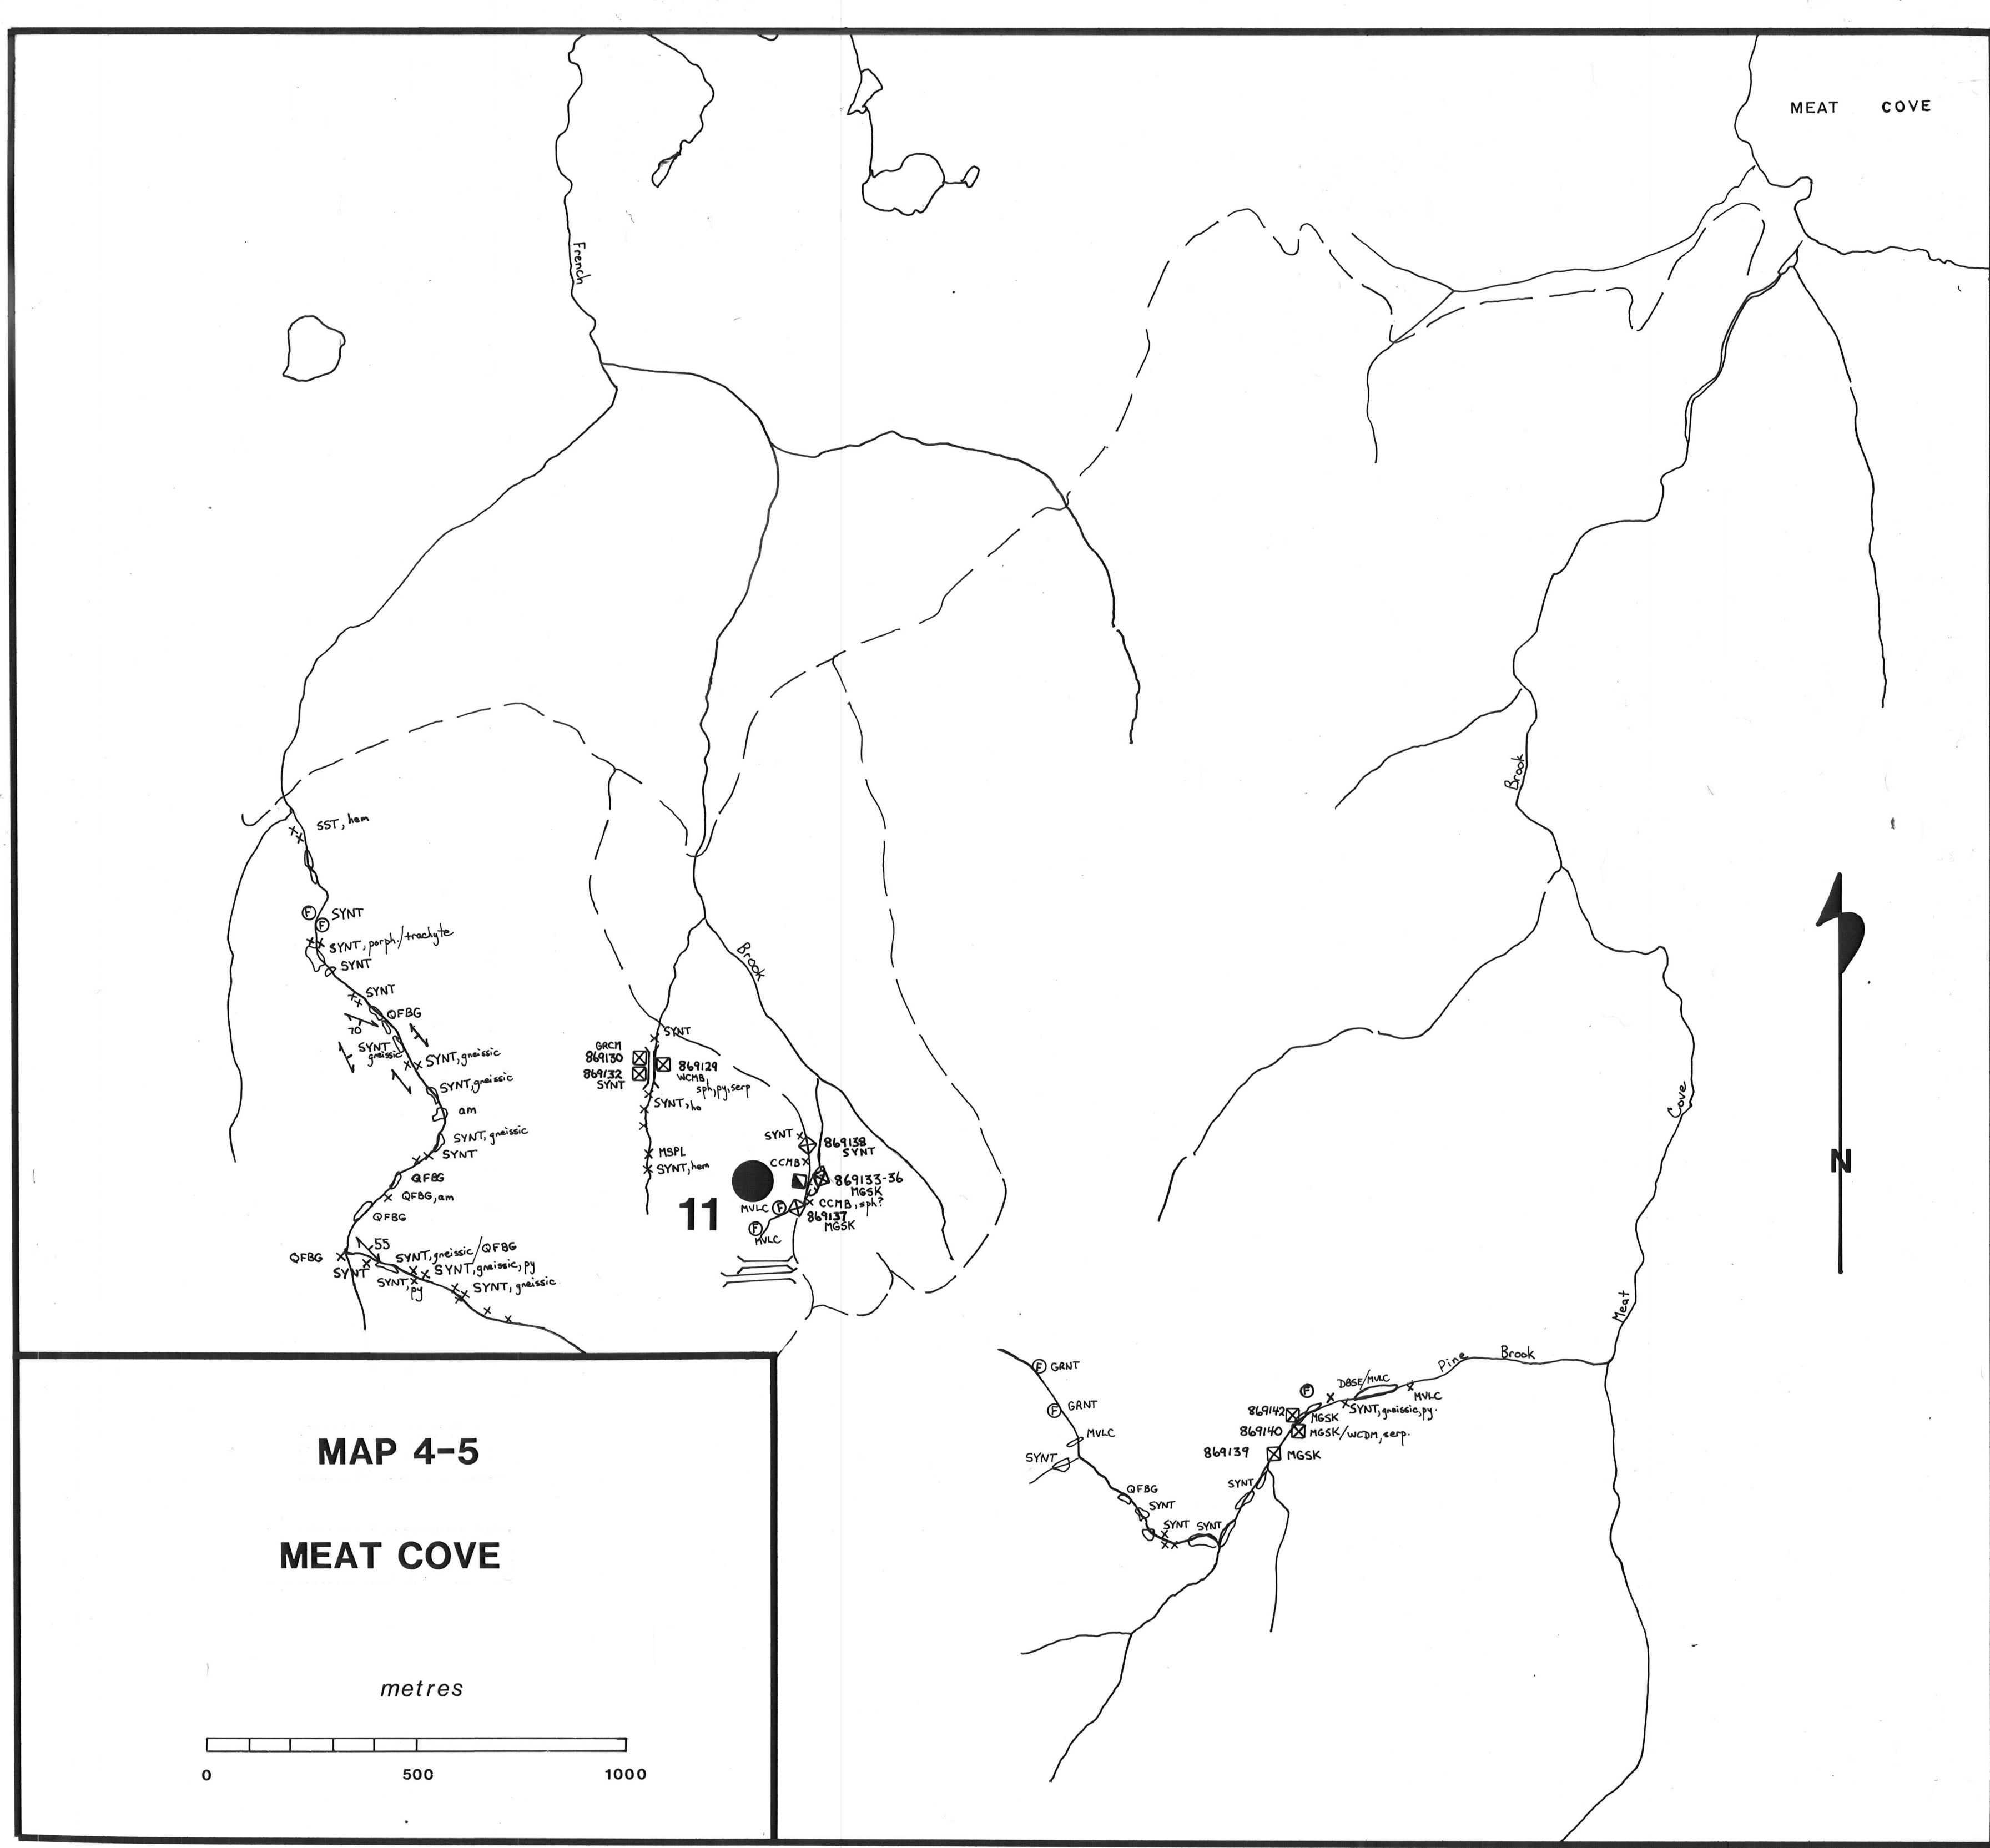 MEAT COVE
French
SST, hem
SYNT
SYNT, porph./trachyte
SYNT
SYNT
QFBG
70
SYNT
gneissic
SYNT, gneissic
SYNT, gneissic
am
SYNT, gneissic
SYNT
QFBG
QFBG, am
QFBG
55
QFBG
SYNT, gneissic/QFBG
SYNT
SYNT, gneissic, py
SYNT, py
SYNT, gneissic
F
F
Brook
SYNT
GRCM
869130
869132
SYNT
869129
WCMB,
sph, py, serp
SYNT, ho
MSPL
SYNT, hem
11
SYNT
869138
SYNT
CCMB
869133-36
MGSK
CCMB, sph?
MVLC F
869137
MGSK
F
MVLC
Brook
Cove
Meat
Pine Brook
N
F GRNT
F GRNT
MVLC
SYNT
QFBG
SYNT
SYNT
SYNT
SYNT
F
DBSE/MVLC
MVLC
SYNT, gneissic, py.
869142
MGSK
869140
MGSK/WCDM, serp.
869139
MGSK
MAP 4-5
MEAT COVE
metres
0 500 1000